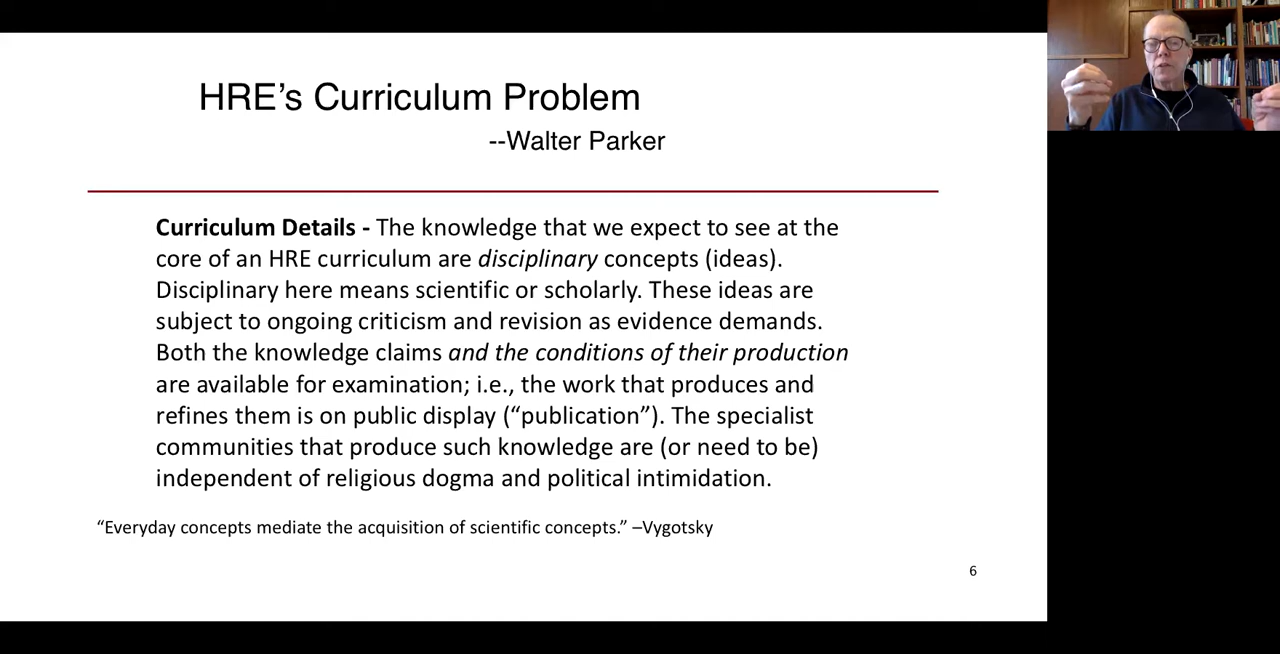 HRE’s Curriculum Problem
--Walter Parker
Curriculum Details - The knowledge that we expect to see at the
core of an HRE curriculum are disciplinary concepts (ideas).
Disciplinary here means scientific or scholarly. These ideas are
subject to ongoing criticism and revision as evidence demands.
Both the knowledge claims and the conditions of their production
are available for examination; i.e., the work that produces and
refines them is on public display (“publication”). The specialist
communities that produce such knowledge are (or need to be)
independent of religious dogma and political intimidation.
“Everyday concepts mediate the acquisition of scientific concepts.” –Vygotsky
6